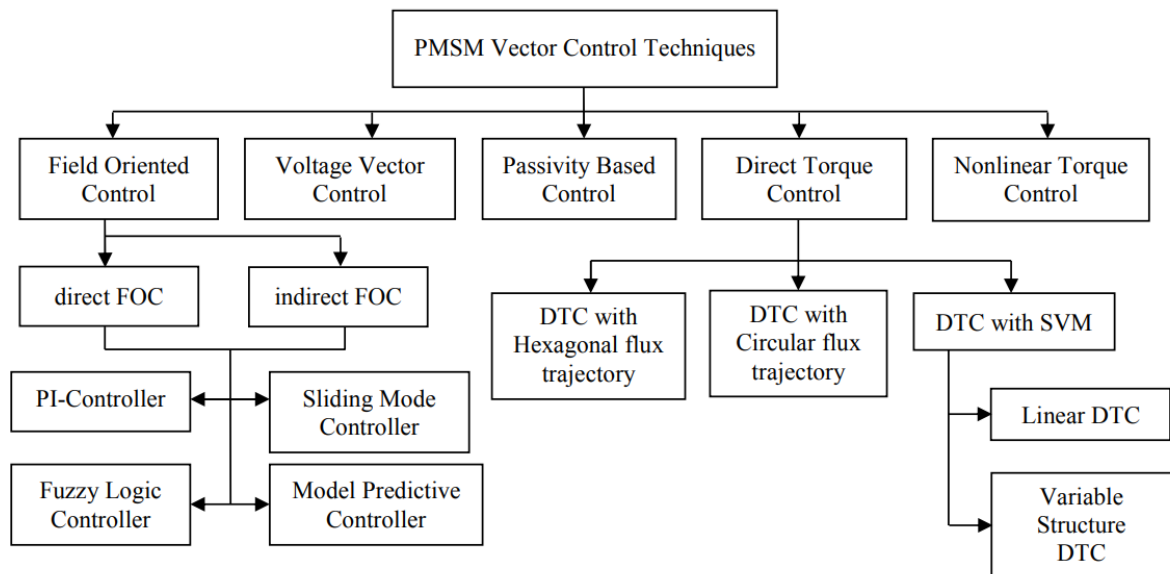 PMSM Vector Control Techniques
Field Oriented
Control
Voltage Vector
Control
Passivity Based
Control
Direct Torque
Control
Nonlinear Torque
Control
direct FOC
indirect FOC
DTC with
Hexagonal flux
trajectory
DTC with
Circular flux
trajectory
DTC with SVM
PI-Controller
Sliding Mode
Controller
Linear DTC
Fuzzy Logic
Controller
Model Predictive
Controller
Variable
Structure
DTC